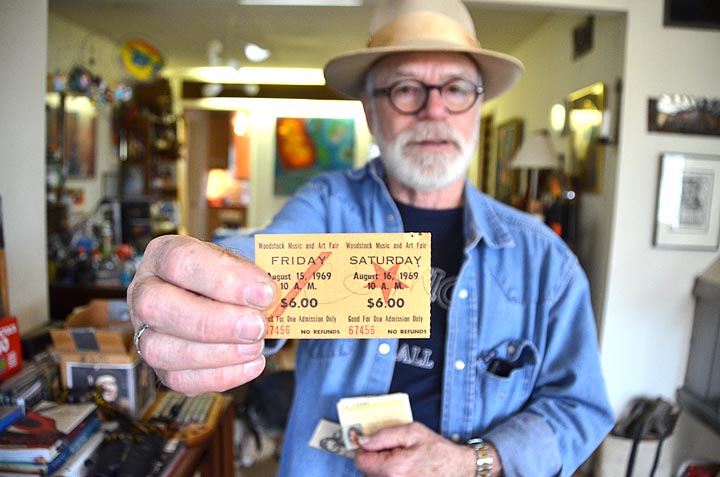 Woodstock Music and Art Fair
FRIDAY
August 15, 1969
10 A.M.
$6.00
Good For One Admission Only
67456 NO REFUNDS
Woodstock Music and Art Fair
SATURDAY
August 16, 1969
10 A.M.
$6.00
Good For One Admission Only
67456 NO REFUNDS
ALL